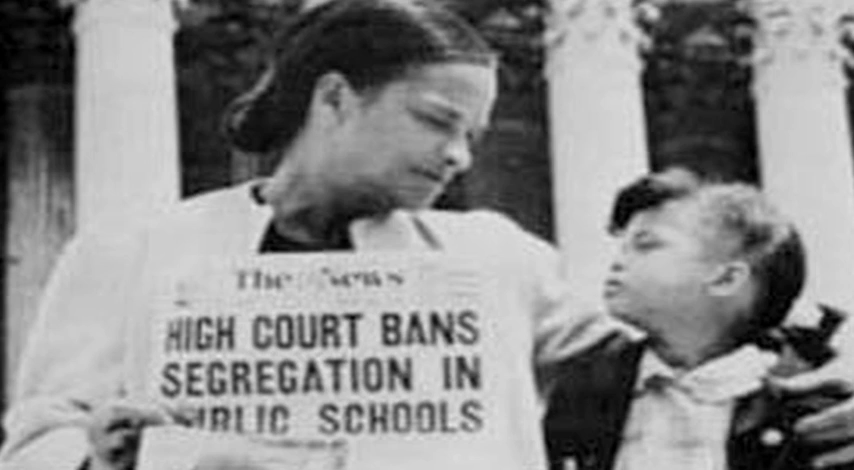 The News
HIGH COURT BANS
SEGREGATION IN
PUBLIC SCHOOLS